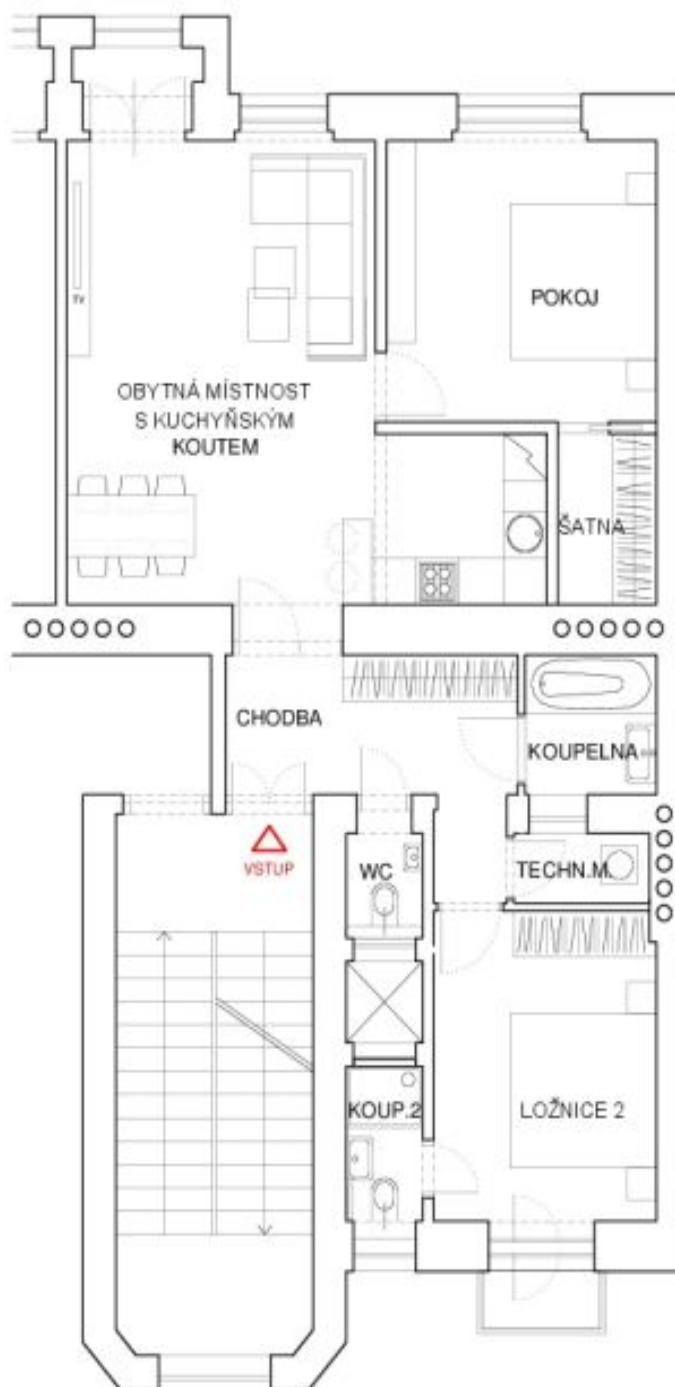 TV
POKOJ
OBYTNÁ MÍSTNOST
S KUCHYŇSKÝM
KOUTEM
ŠATNA
CHODBA
KOUPELNA
VSTUP
WC
TECHN.M.
KOUP.2
LOŽNICE 2